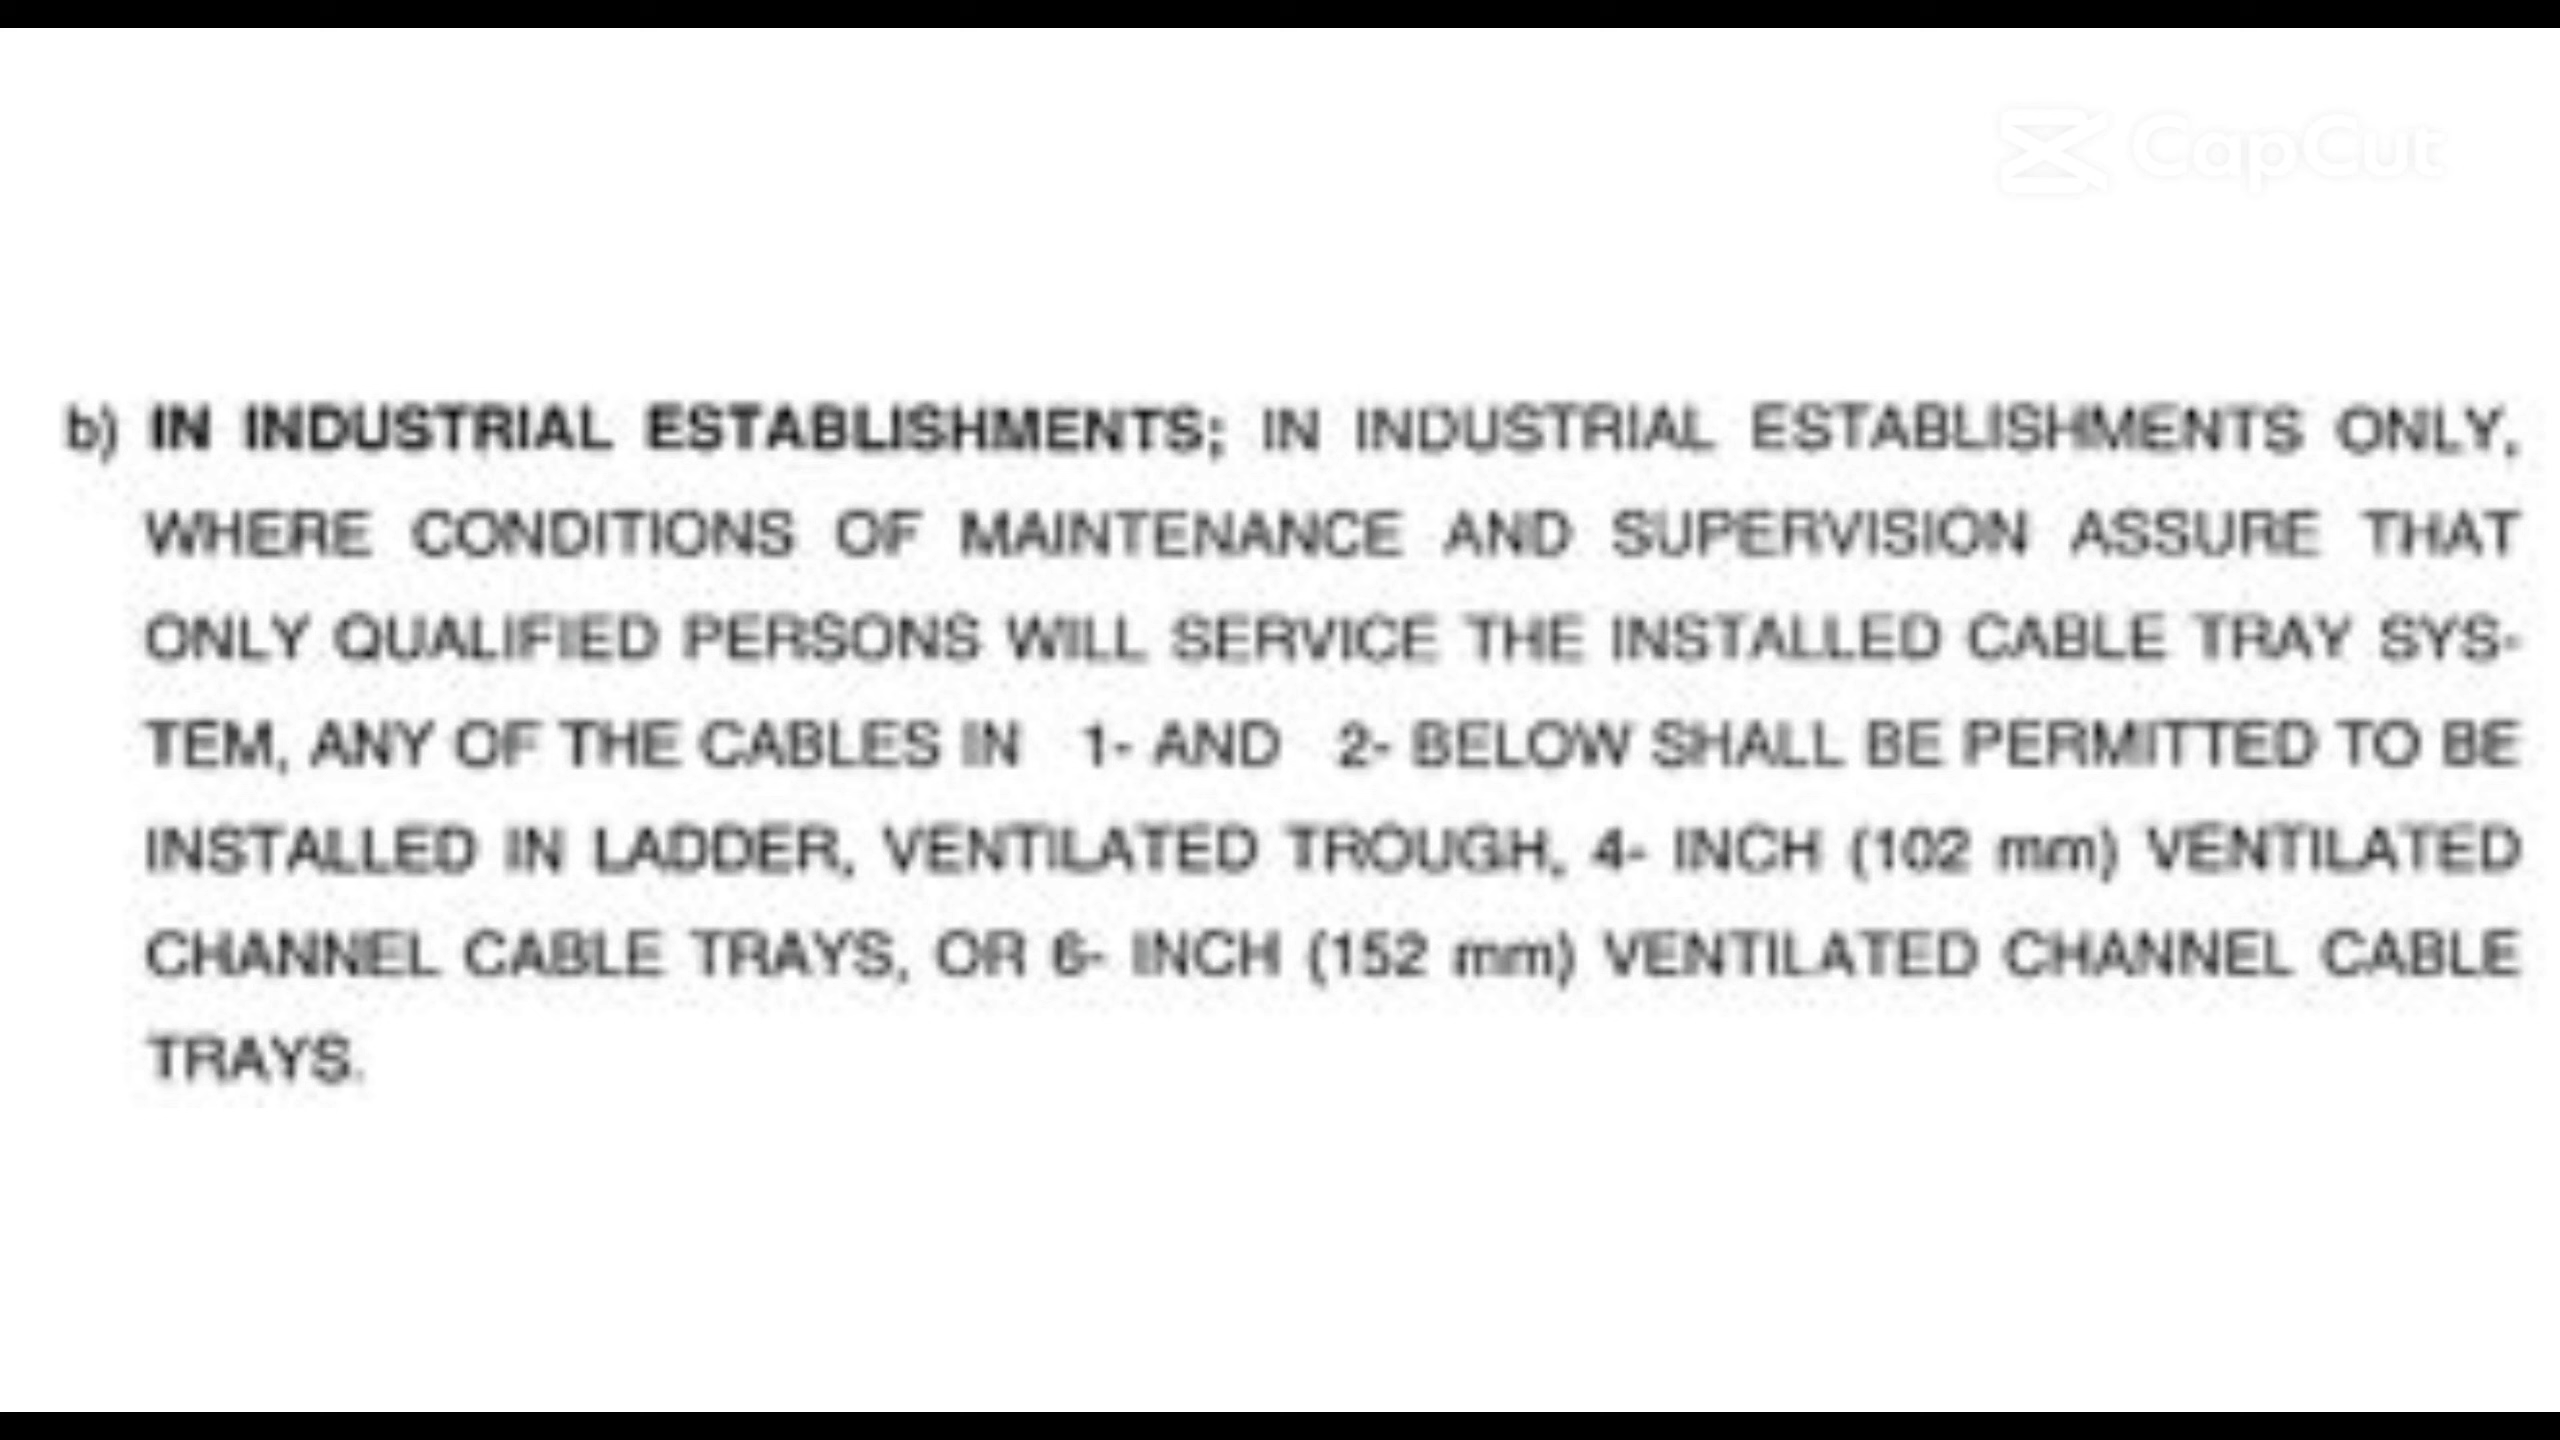 CapCut
b) IN INDUSTRIAL ESTABLISHMENTS; IN INDUSTRIAL ESTABLISHMENTS ONLY,
WHERE CONDITIONS OF MAINTENANCE AND SUPERVISION ASSURE THAT
ONLY QUALIFIED PERSONS WILL SERVICE THE INSTALLED CABLE TRAY SYS-
TEM, ANY OF THE CABLES IN 1- AND 2- BELOW SHALL BE PERMITTED TO BE
INSTALLED IN LADDER, VENTILATED TROUGH, 4- INCH (102 mm) VENTILATED
CHANNEL CABLE TRAYS, OR 6- INCH (152 mm) VENTILATED CHANNEL CABLE
TRAYS.